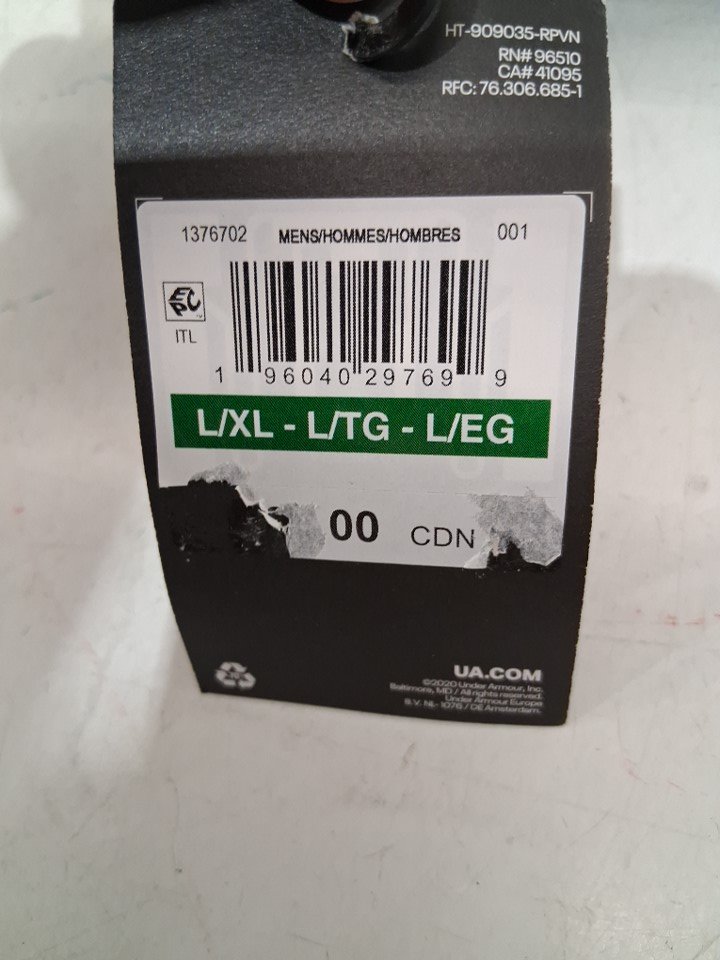 HT-909035-RPVN
RN# 96510
CA# 41095
RFC: 76.306.685-1
1376702 MENS/HOMMES/HOMBRES 001
EPC
ITL
1 96040 29769 9
L/XL - L/TG - L/EG
00 CDN
UA.COM
©2020 Under Armour, Inc.
Baltimore, MD / All rights reserved.
Under Armour Europe
B.V. NL- 1076 / DE Amsterdam.